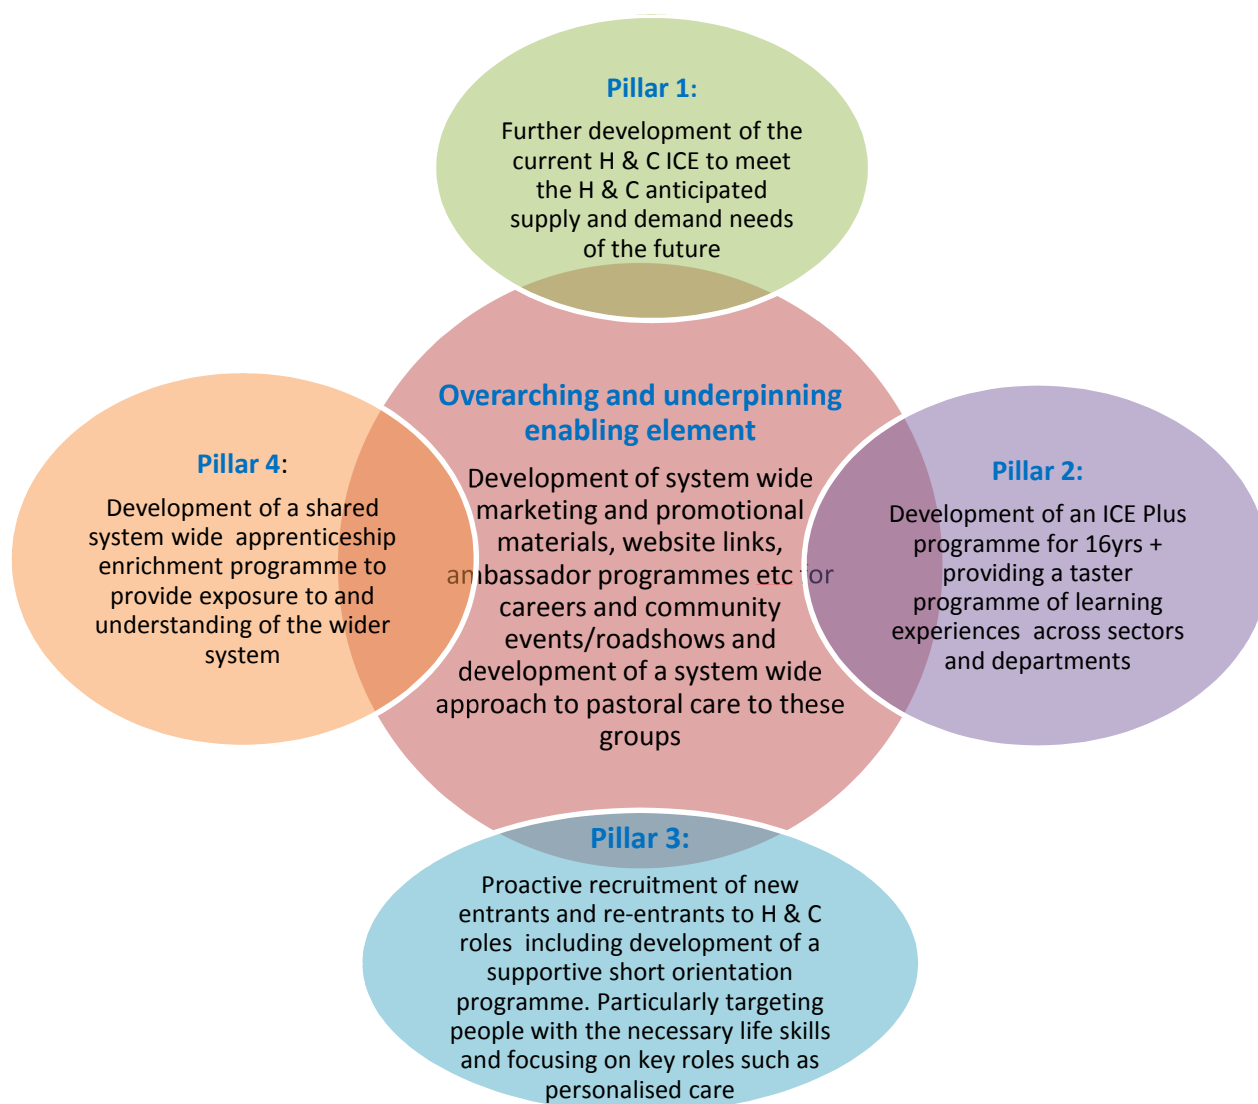 Pillar 1:
Further development of the
current H & C ICE to meet
the H & C anticipated
supply and demand needs
of the future
Overarching and underpinning
enabling element
Development of system wide
marketing and promotional
materials, website links,
ambassador programmes etc for
careers and community
events/roadshows and
development of a system wide
approach to pastoral care to these
groups
Pillar 2:
Development of an ICE Plus
programme for 16yrs +
providing a taster
programme of learning
experiences across sectors
and departments
Pillar 3:
Proactive recruitment of new
entrants and re-entrants to H & C
roles including development of a
supportive short orientation
programme. Particularly targeting
people with the necessary life skills
and focusing on key roles such as
personalised care
Pillar 4:
Development of a shared
system wide apprenticeship
enrichment programme to
provide exposure to and
understanding of the wider
system